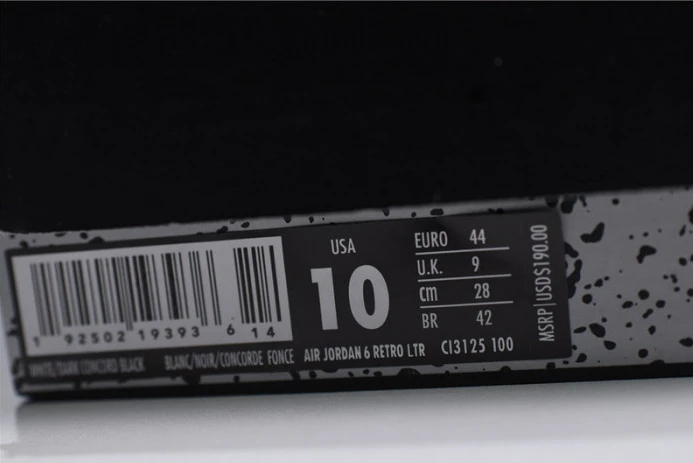 1 92502 19393 6 14
WHITE/DARK CONCORD BLACK BLANC/NOIR/CONCORDE FONCE
USA
10
AIR JORDAN 6 RETRO LTR CI3125 100
EURO 44
U.K. 9
cm 28
BR 42
MSRP|USD$190.00